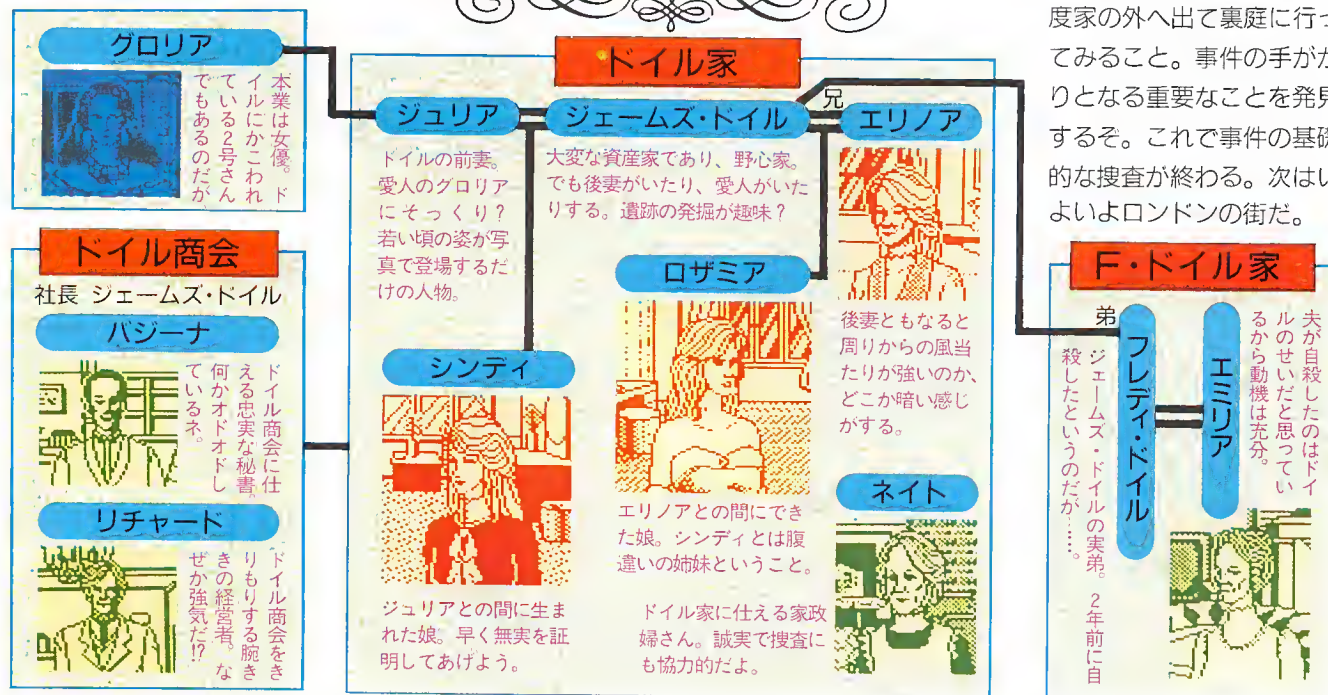 グロリア
本業は女優。ド
イルにかこわれ
ている2号さん
でもあるのだが
ドイル商会
社長 ジェームズ・ドイル
バジーナ
ドイル商会に仕
える忠実な秘書。
何かオドオドし
ているネ。
リチャード
ドイル商会をき
りもりする腕き
きの経営者。な
ぜか強気だ!?
ドイル家
ジュリア
ドイルの前妻。
愛人のグロリア
にそっくり?
若い頃の姿が写
真で登場するだ
けの人物。
ジェームズ・ドイル
大変な資産家であり、野心家。
でも後妻がいたり、愛人がいた
りする。遺跡の発掘が趣味?
兄
エリノア
後妻ともなると
周りからの風当
たりが強いのか、
どこか暗い感じ
がする。
シンディ
ジュリアとの間に生ま
れた娘。早く無実を証
明してあげよう。
ロザミア
エリノアとの間にでき
た娘。シンディとは腹
違いの姉妹ということ。
ネイト
ドイル家に仕える家政
婦さん。誠実で捜査に
も協力的だよ。
度家の外へ出て裏庭に行っ
てみること。事件の手がか
りとなる重要なことを発見
するぞ。これで事件の基礎
的な捜査が終わる。次はい
よいよロンドンの街だ。
F・ドイル家
弟
フレディ・ドイル
ジェームズ・ドイルの実弟。2年前に自
殺したというのだが……。
エミリア
夫が自殺したのはドイ
ルのせいだと思ってい
るから動機は充分。